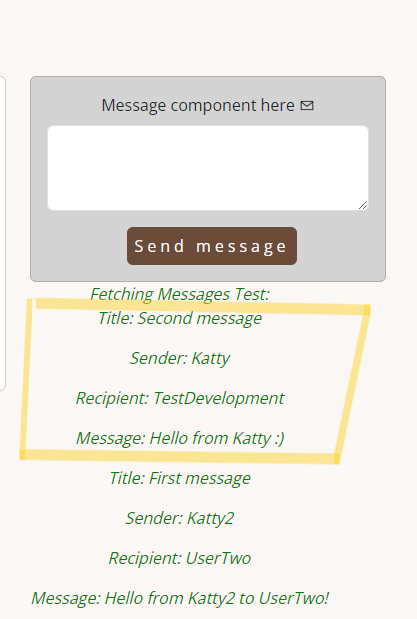 Message component here
Send message
Fetching Messages Test:
Title: Second message
Sender: Katty
Recipient: TestDevelopment
Message: Hello from Katty :)
Title: First message
Sender: Katty2
Recipient: UserTwo
Message: Hello from Katty2 to UserTwo!